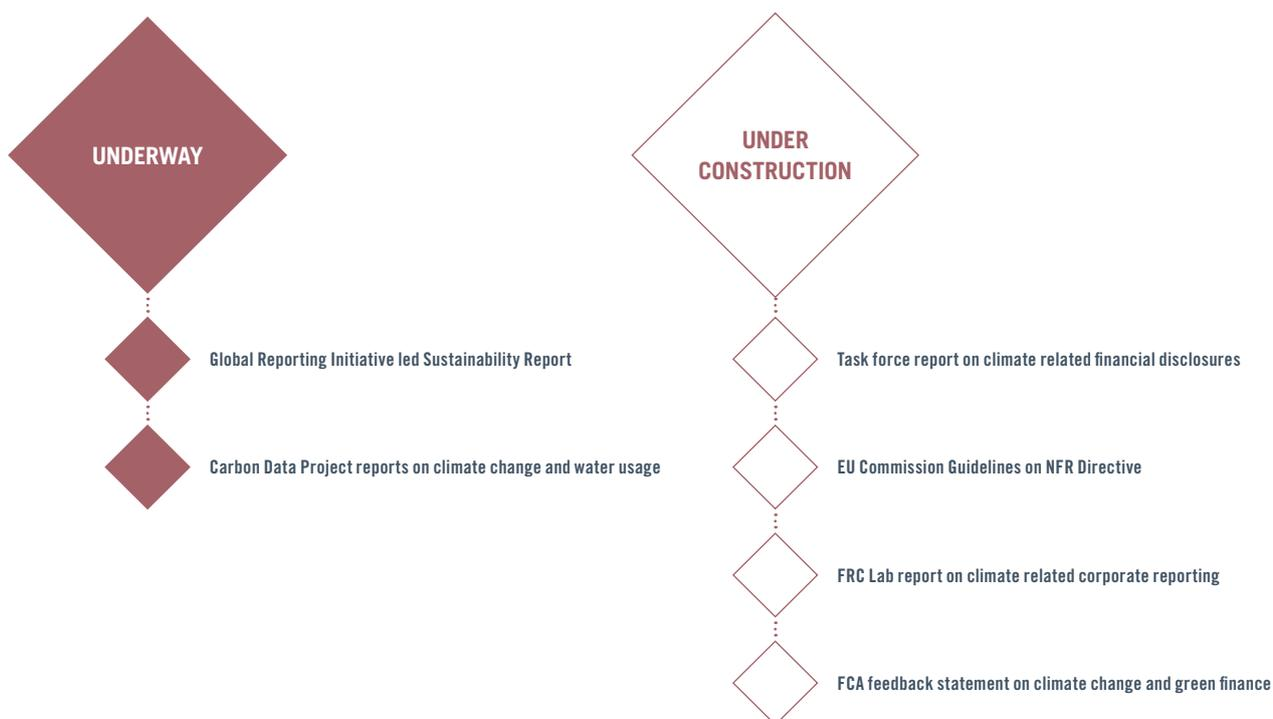 UNDERWAY
Global Reporting Initiative led Sustainability Report
Carbon Data Project reports on climate change and water usage
UNDER
CONSTRUCTION
Task force report on climate related financial disclosures
EU Commission Guidelines on NFR Directive
FRC Lab report on climate related corporate reporting
FCA feedback statement on climate change and green finance